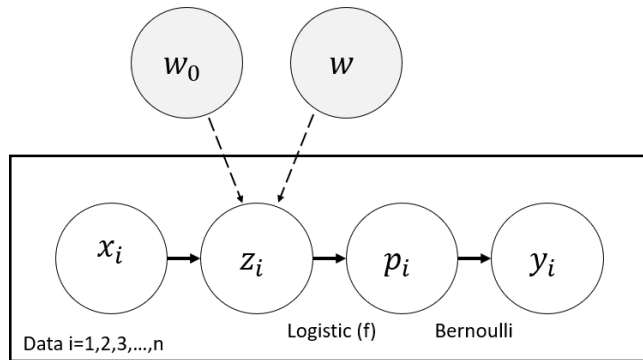 w₀ w
xᵢ zᵢ pᵢ yᵢ
Logistic (f) Bernoulli
Data i=1,2,3,...,n